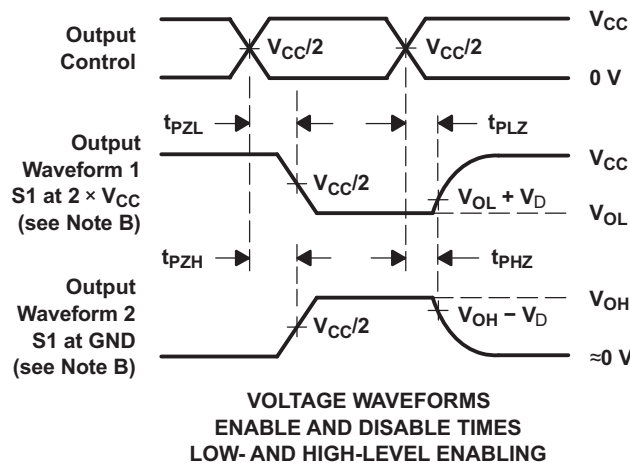 Output
Control
V_CC/2
V_CC/2
V_CC
0 V
t_PZL
t_PLZ
Output
Waveform 1
S1 at 2 × V_CC
(see Note B)
V_CC/2
V_CC
V_OL + V_D
V_OL
t_PZH
t_PHZ
Output
Waveform 2
S1 at GND
(see Note B)
V_CC/2
V_OH
V_OH − V_D
≈0 V
VOLTAGE WAVEFORMS
ENABLE AND DISABLE TIMES
LOW- AND HIGH-LEVEL ENABLING